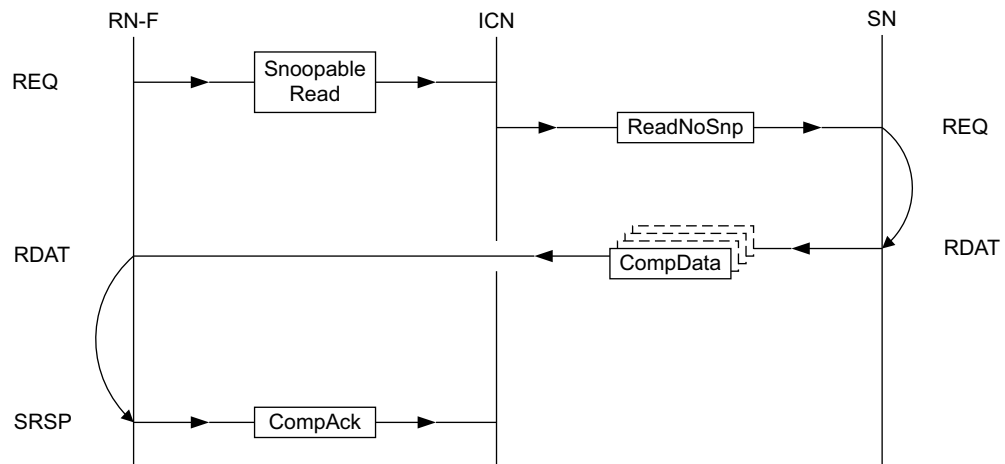 RN-F
ICN
SN
REQ
Snoopable
Read
ReadNoSnp
REQ
RDAT
CompData
RDAT
SRSP
CompAck